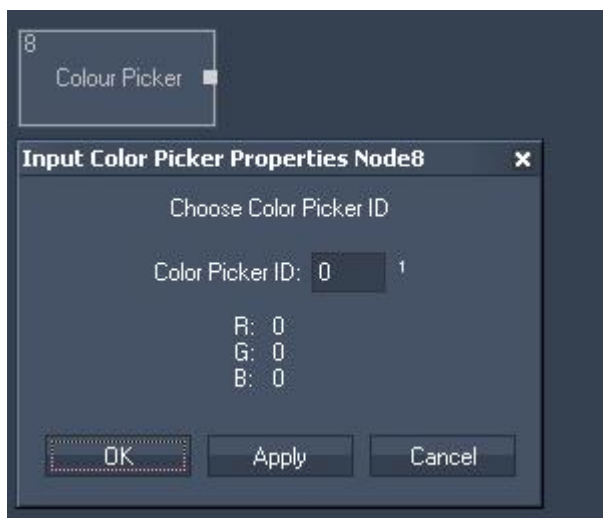 8
Colour Picker
Input Color Picker Properties Node8
Choose Color Picker ID
Color Picker ID: 0 1
R: 0
G: 0
B: 0
OK Apply Cancel